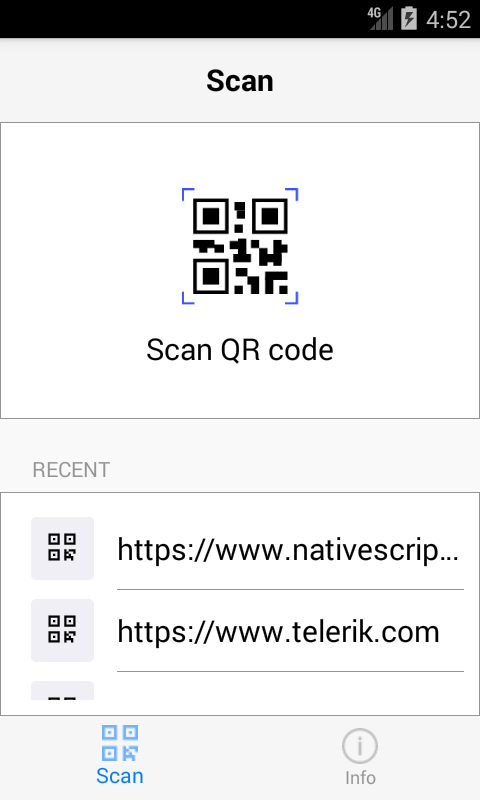 4G 4:52
Scan
Scan QR code
RECENT
https://www.nativescrip...
https://www.telerik.com
Scan
Info